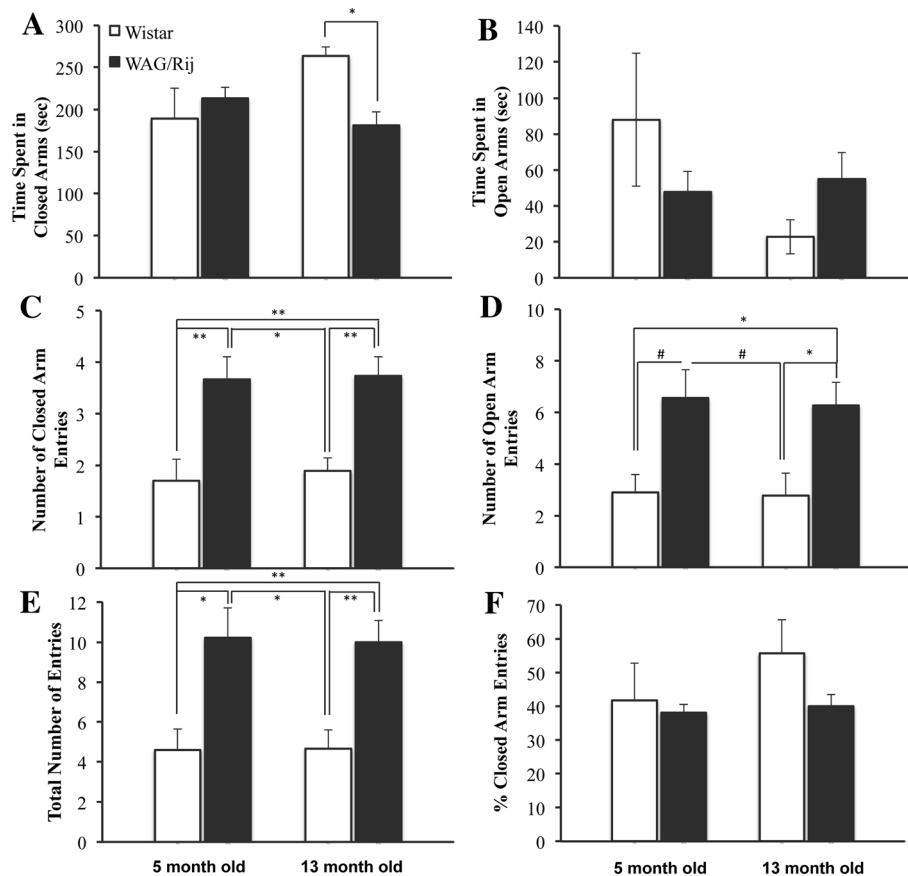 A
Time Spent in
Closed Arms (sec)
300
250
200
150
100
50
0
Wistar
WAG/Rij
*
B
Time Spent in
Open Arms (sec)
140
120
100
80
60
40
20
0
C
Number of Closed Arm
Entries
5
4
3
2
1
0
**
** * **
D
Number of Open Arm
Entries
10
8
6
4
2
0
*
# # *
E
Total Number of Entries
12
10
8
6
4
2
0
**
* * **
5 month old 13 month old
F
% Closed Arm Entries
70
60
50
40
30
20
10
0
5 month old 13 month old